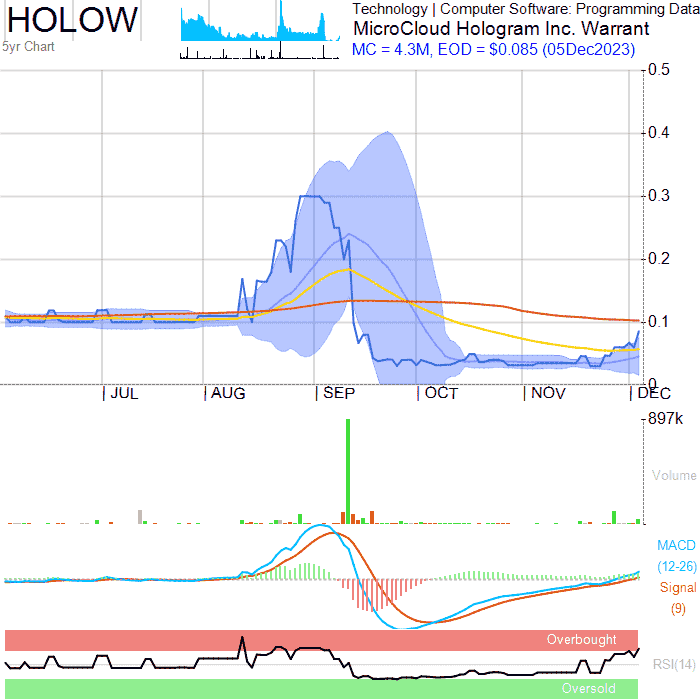 HOLOW
5yr Chart
Technology | Computer Software: Programming Data
MicroCloud Hologram Inc. Warrant
MC = 4.3M, EOD = $0.085 (05Dec2023)
0.5
0.4
0.3
0.2
0.1
0
JUL AUG SEP OCT NOV DEC
897k
Volume
MACD
(12-26)
Signal
(9)
Overbought
RSI(14)
Oversold